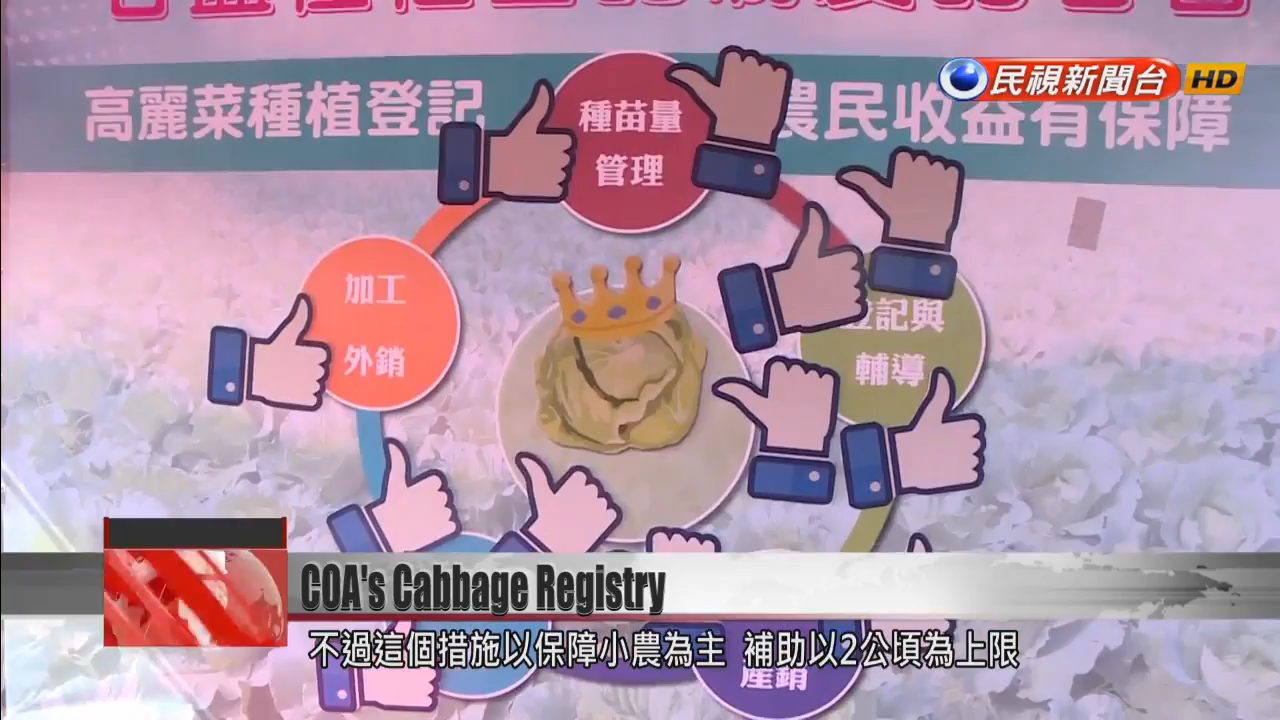 民視新聞台 HD
高麗菜種植登記
農民收益有保障
種苗量
管理
加工
外銷
登記與
輔導
COA's Cabbage Registry
不過這個措施以保障小農為主 補助以2公頃為上限
產銷